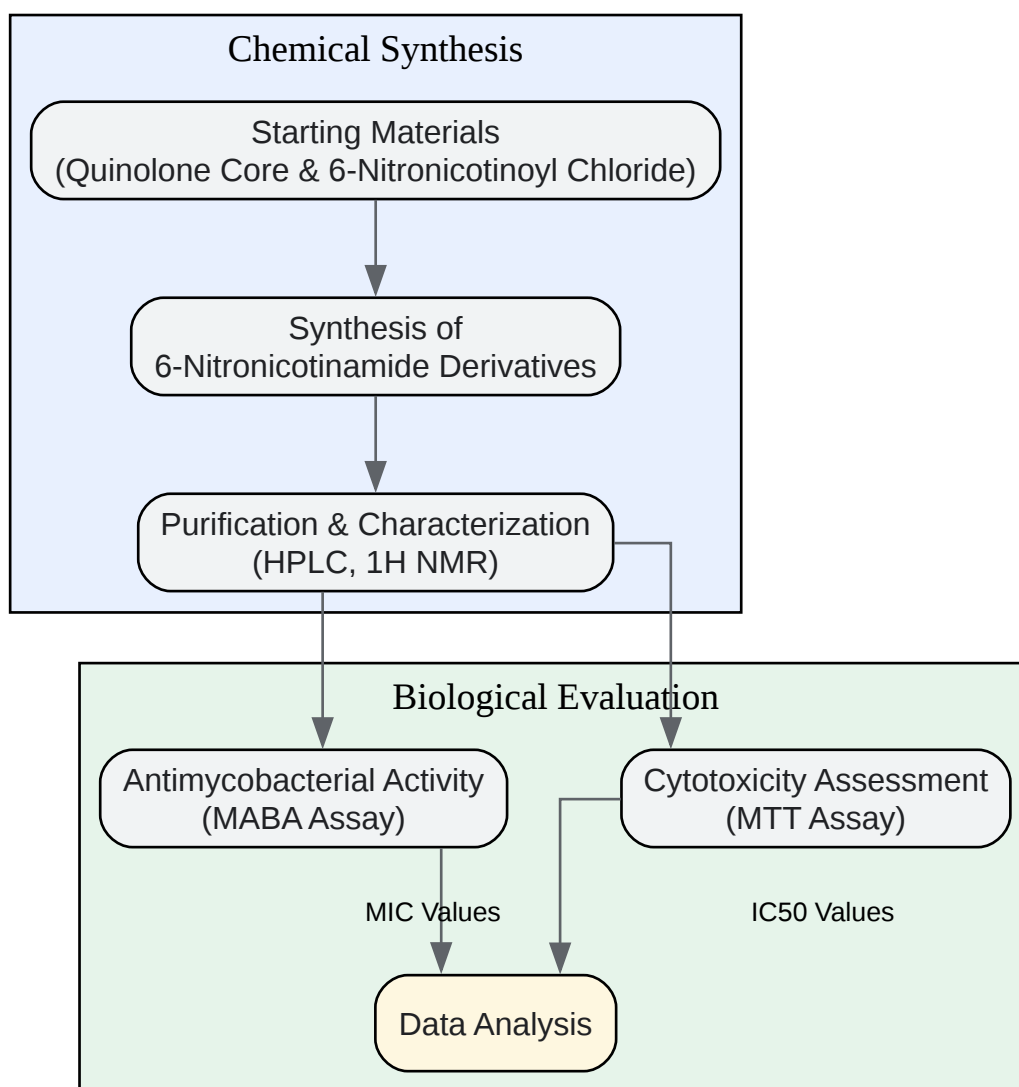 Chemical Synthesis
Starting Materials
(Quinolone Core & 6-Nitronicotinoyl Chloride)
Synthesis of
6-Nitronicotinamide Derivatives
Purification & Characterization
(HPLC, 1H NMR)
Biological Evaluation
Antimycobacterial Activity
(MABA Assay)
Cytotoxicity Assessment
(MTT Assay)
MIC Values
IC50 Values
Data Analysis